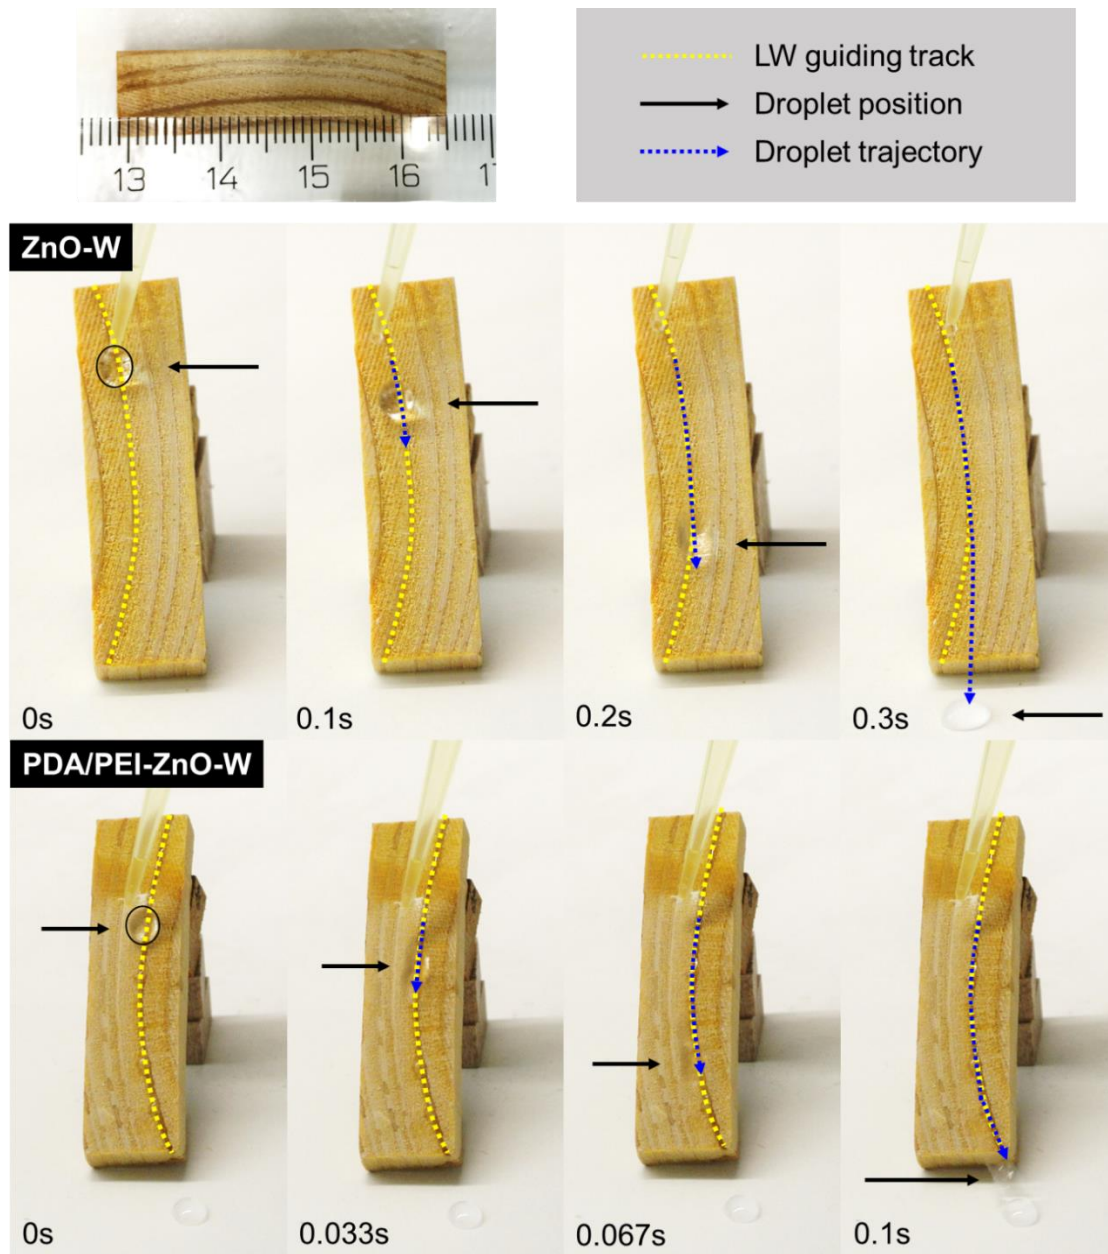 13 14 15 16
LW guiding track
Droplet position
Droplet trajectory
ZnO-W
0s
0.1s
0.2s
0.3s
PDA/PEI-ZnO-W
0s
0.033s
0.067s
0.1s